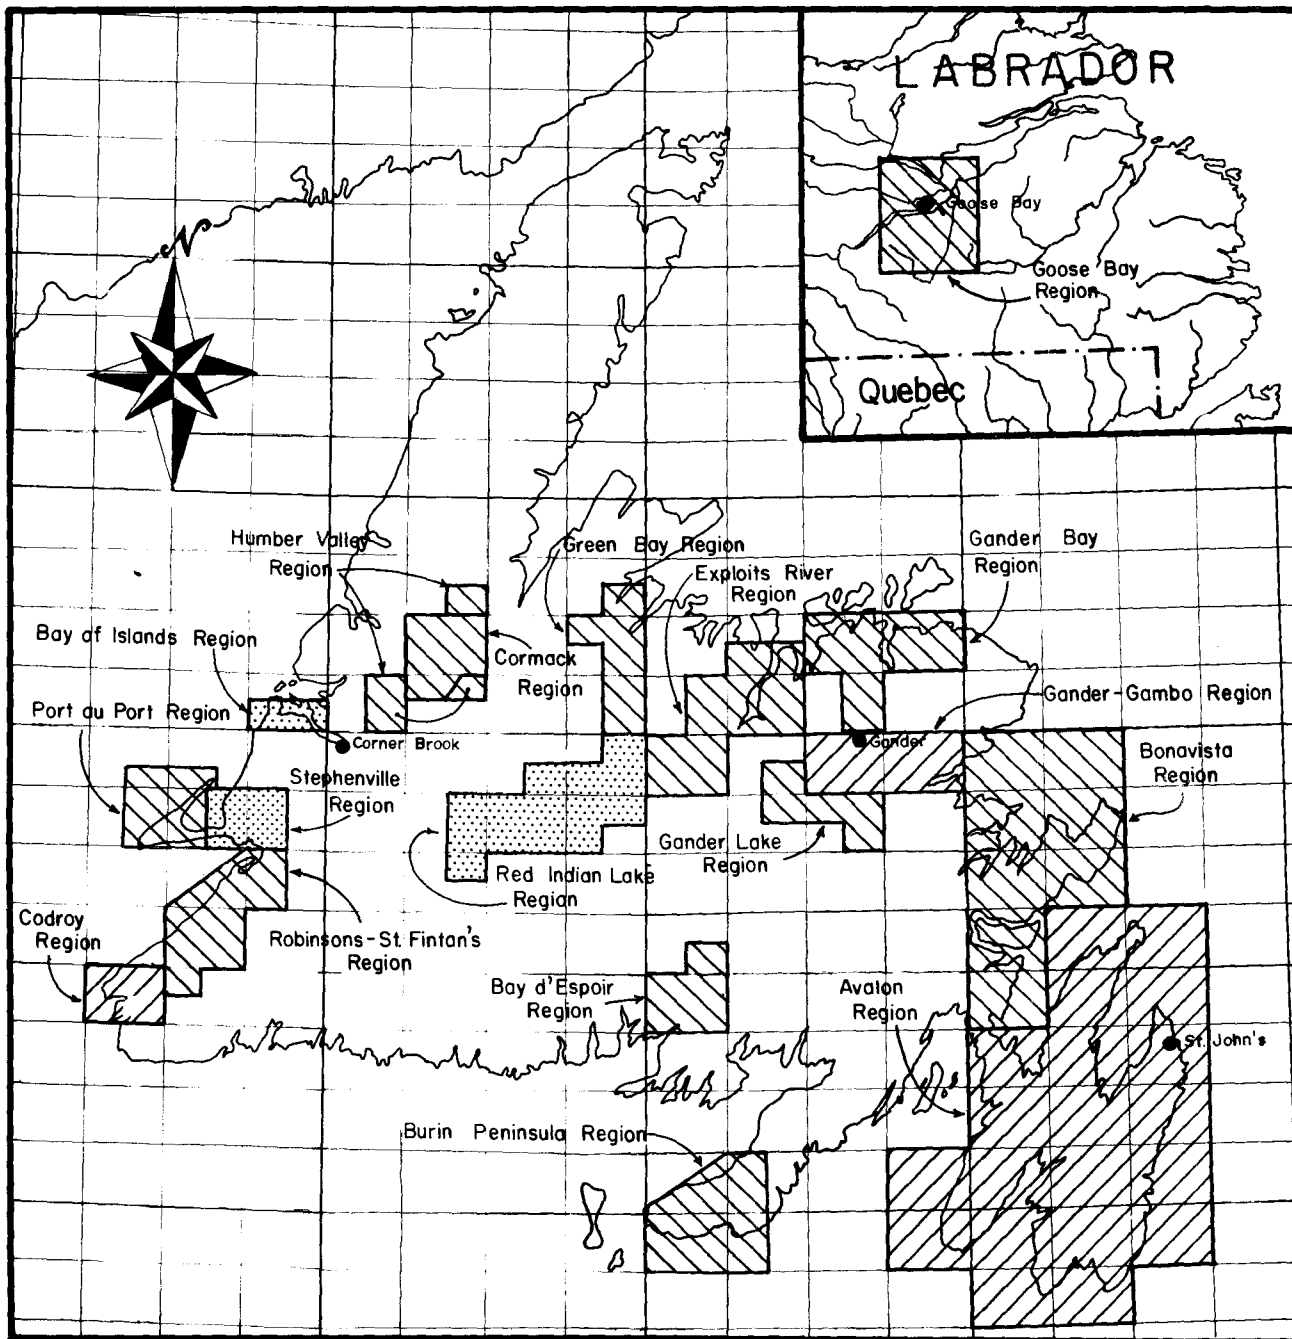 LABRADOR
Goose Bay
Goose Bay
Region
Quebec
N
Humber Valley
Region
Green Bay Region
Exploits River
Region
Gander Bay
Region
Bay of Islands Region
Cormack
Region
Port au Port Region
Corner Brook
Gander-Gambo Region
Gander
Stephenville
Region
Bonavista
Region
Gander Lake
Region
Red Indian Lake
Region
Codroy
Region
Robinsons-St. Fintan's
Region
Bay d'Espoir
Region
Avalon
Region
St. John's
Burin Peninsula Region